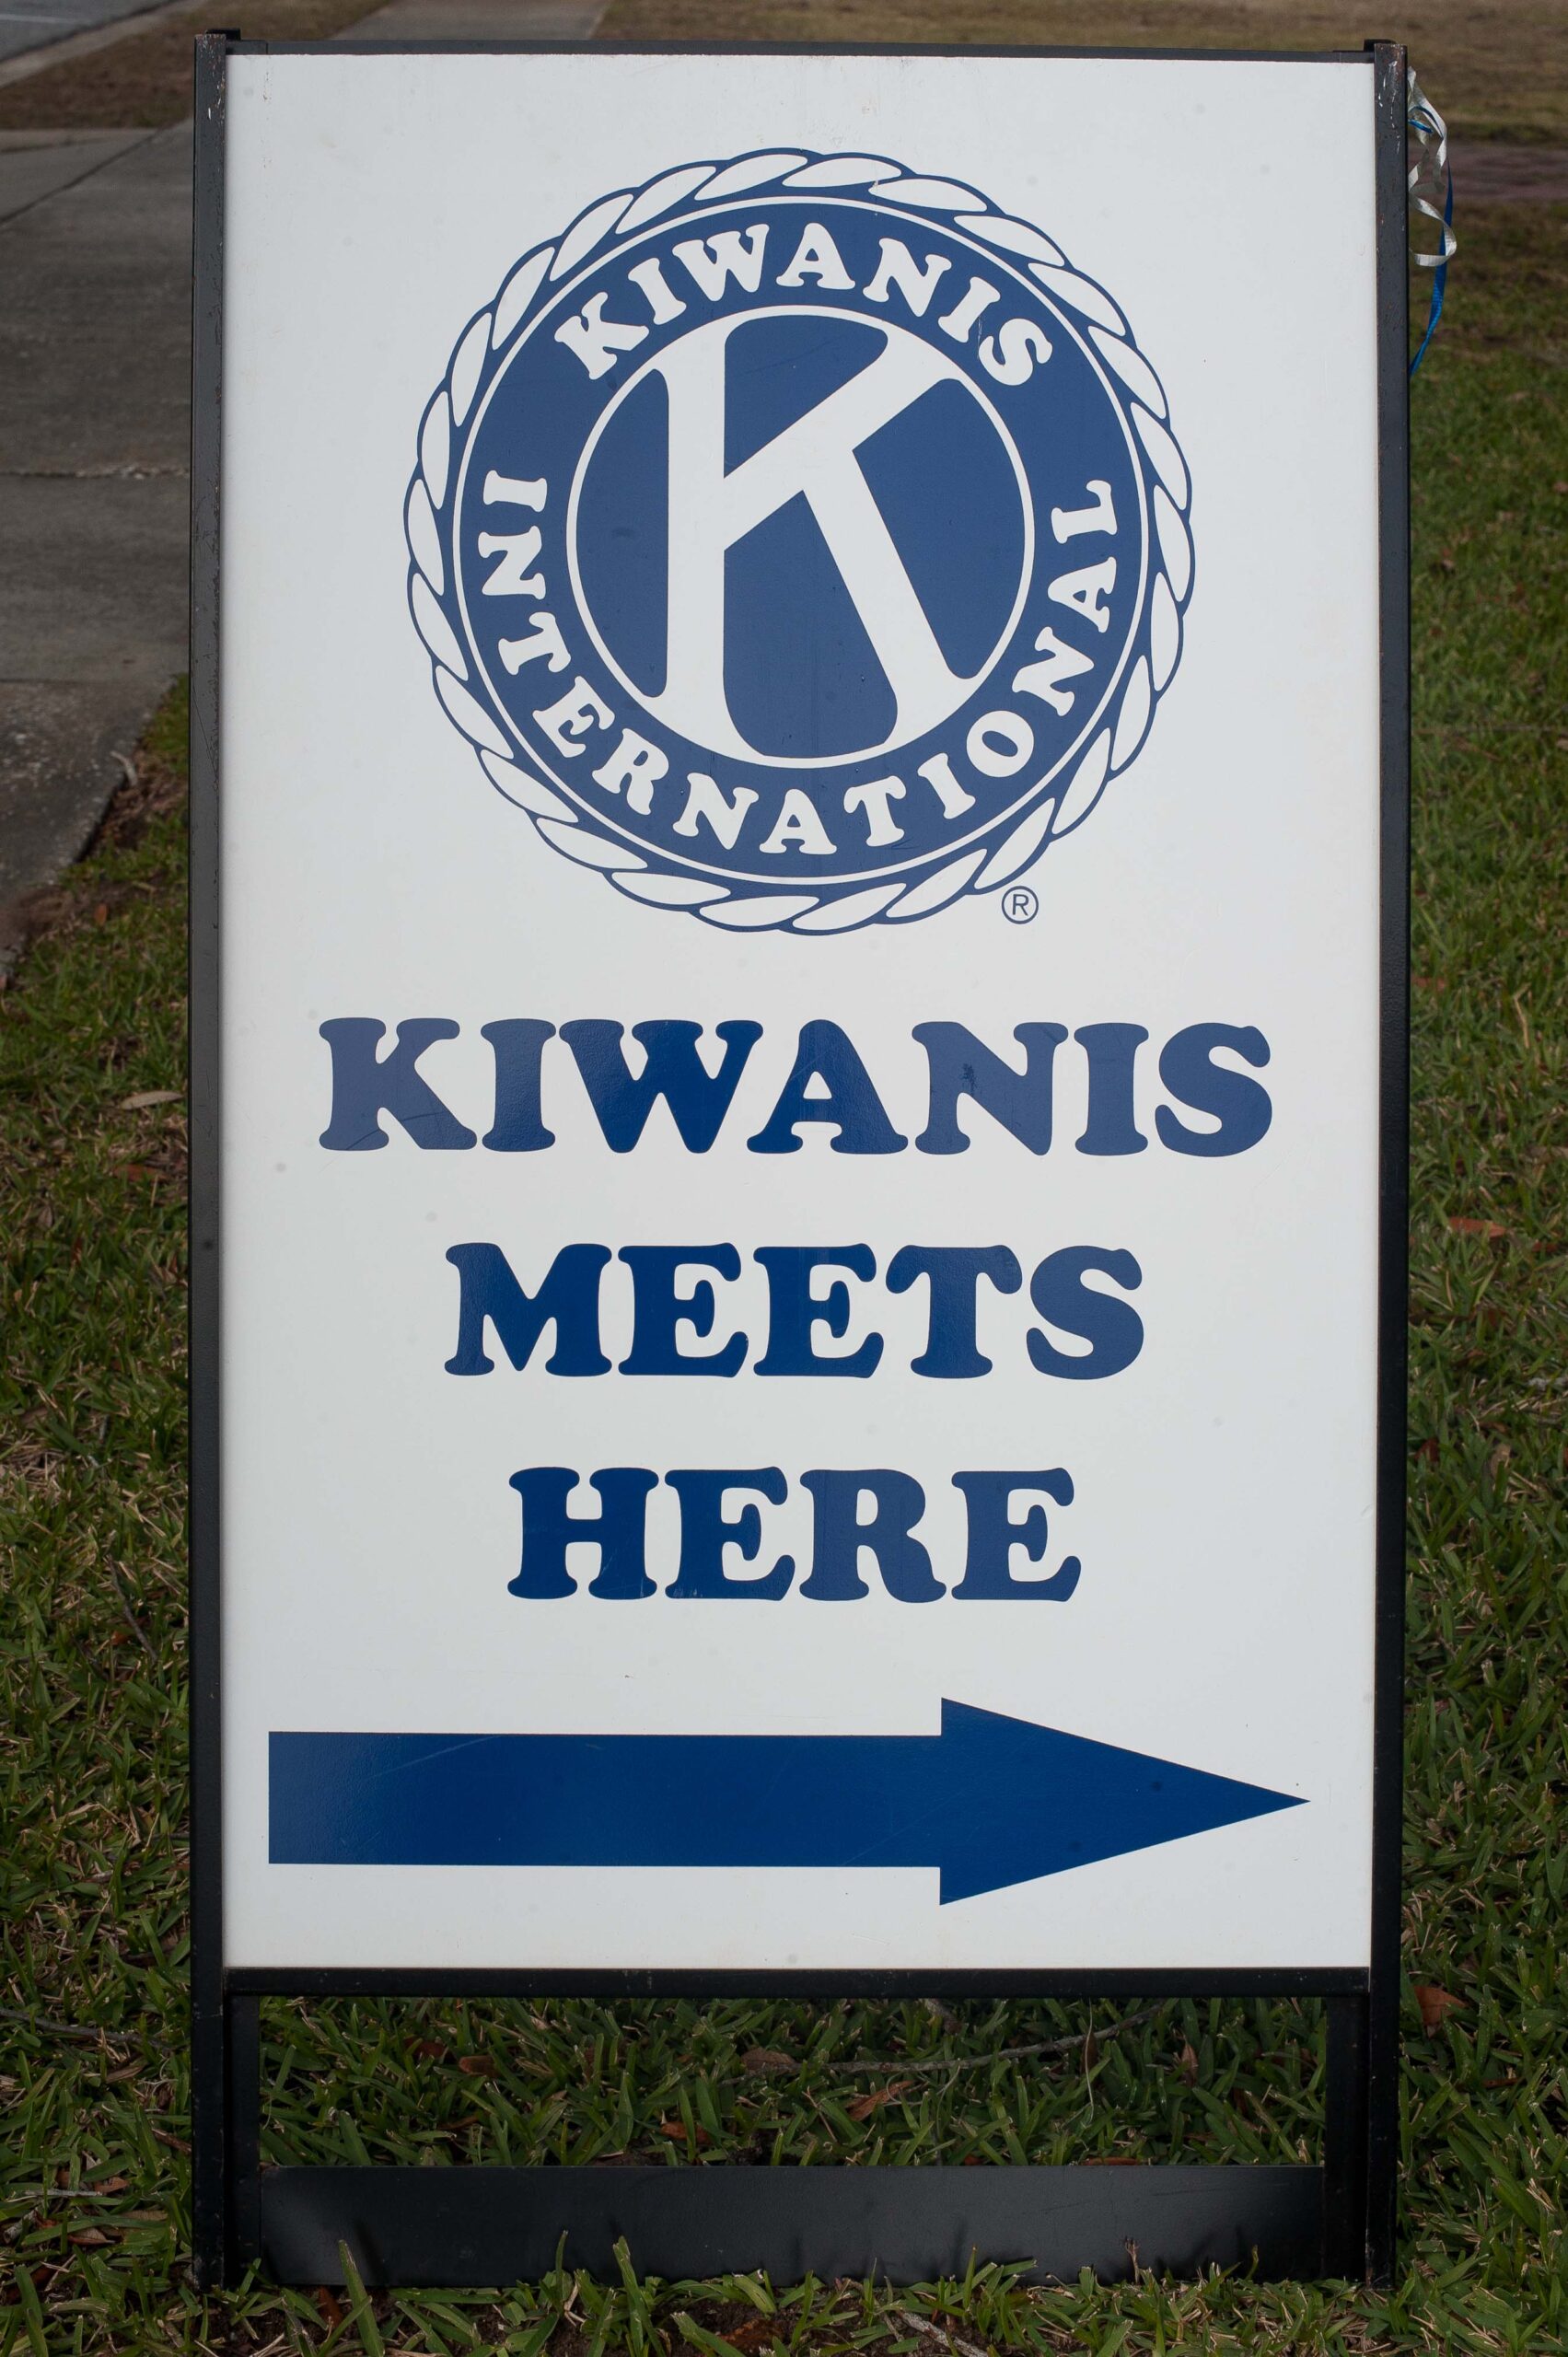 KIWANIS
K
INTERNATIONAL
®
KIWANIS
MEETS
HERE